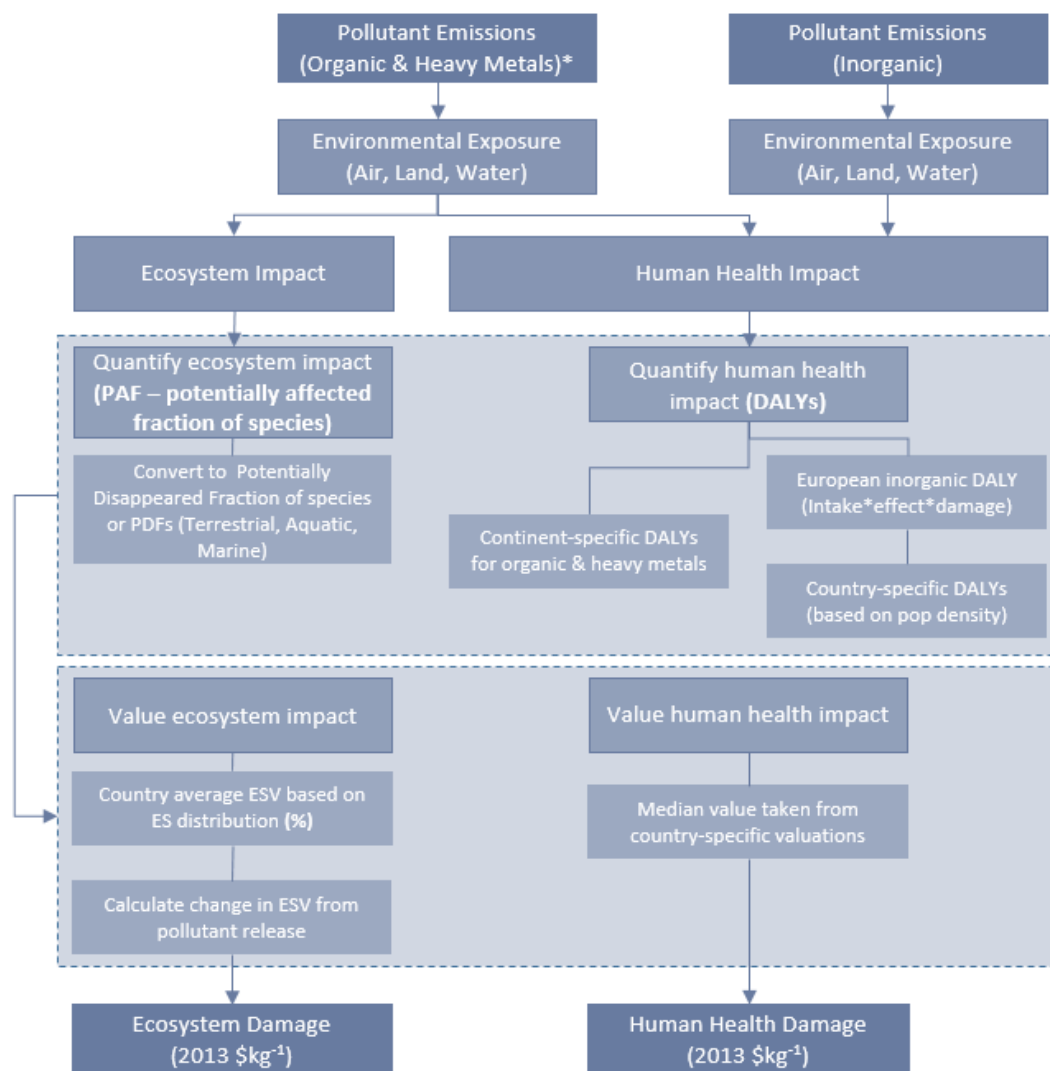 Pollutant Emissions
(Organic & Heavy Metals)*
Pollutant Emissions
(Inorganic)
Environmental Exposure
(Air, Land, Water)
Environmental Exposure
(Air, Land, Water)
Ecosystem Impact
Human Health Impact
Quantify ecosystem impact
(PAF – potentially affected
fraction of species)
Quantify human health
impact (DALYs)
Convert to Potentially
Disappeared Fraction of species
or PDFs (Terrestrial, Aquatic,
Marine)
Continent-specific DALYs
for organic & heavy metals
European inorganic DALY
(Intake*effect*damage)
Country-specific DALYs
(based on pop density)
Value ecosystem impact
Value human health impact
Country average ESV based on
ES distribution (%)
Median value taken from
country-specific valuations
Calculate change in ESV from
pollutant release
Ecosystem Damage
(2013 $kg⁻¹)
Human Health Damage
(2013 $kg⁻¹)